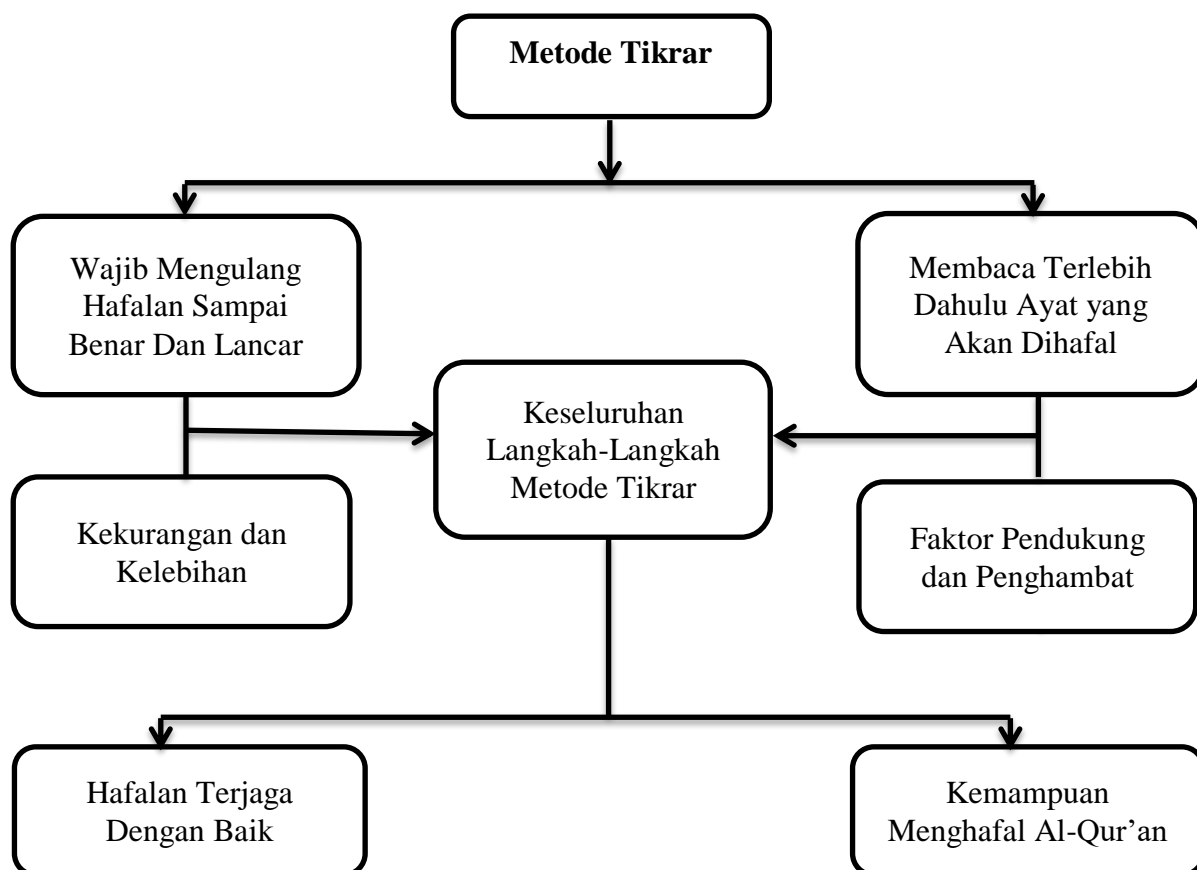 Metode Tikrar
Wajib Mengulang
Hafalan Sampai
Benar Dan Lancar
Membaca Terlebih
Dahulu Ayat yang
Akan Dihafal
Keseluruhan
Langkah-Langkah
Metode Tikrar
Kekurangan dan
Kelebihan
Faktor Pendukung
dan Penghambat
Hafalan Terjaga
Dengan Baik
Kemampuan
Menghafal Al-Qur’an